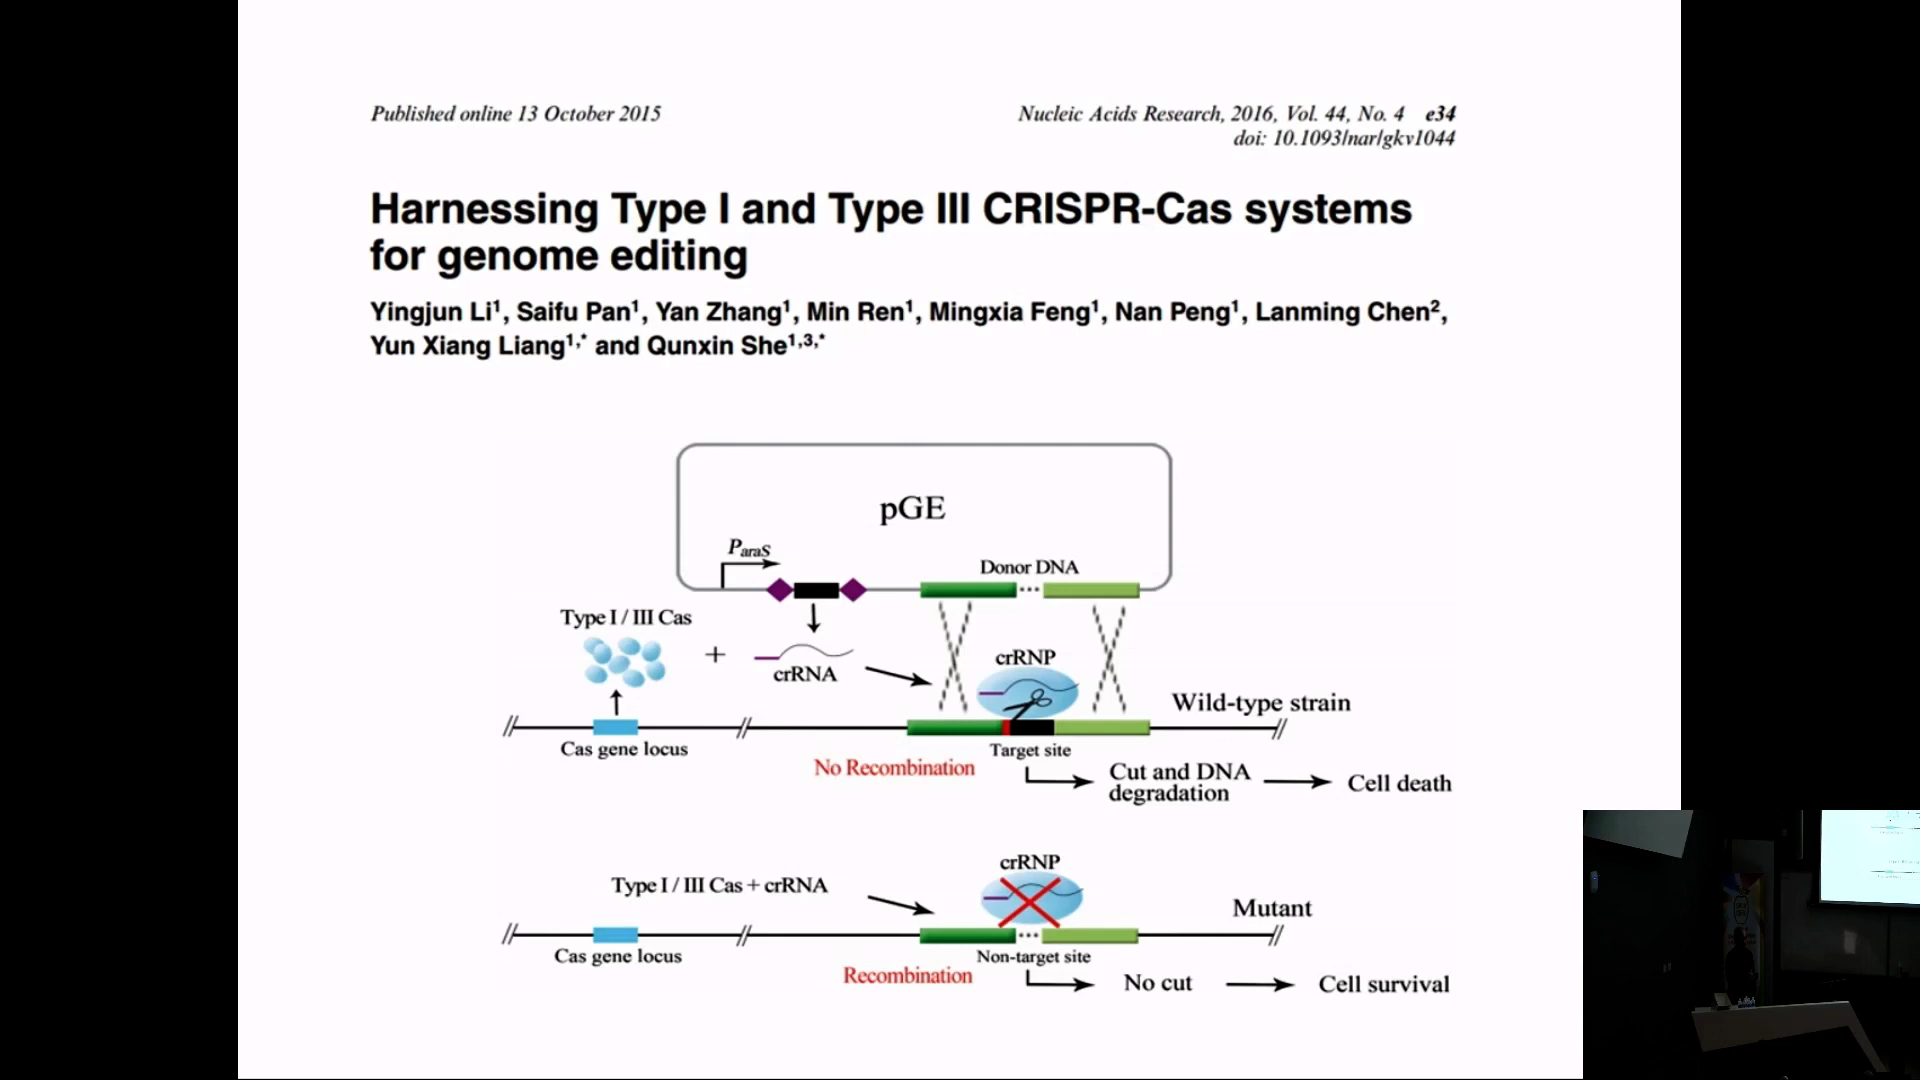 Published online 13 October 2015
Nucleic Acids Research, 2016, Vol. 44, No. 4 e34
doi: 10.1093/nar/gkv1044
Harnessing Type I and Type III CRISPR-Cas systems
for genome editing
Yingjun Li1, Saifu Pan1, Yan Zhang1, Min Ren1, Mingxia Feng1, Nan Peng1, Lanming Chen2,
Yun Xiang Liang1,* and Qunxin She1,3,*
pGE
ParaS
Donor DNA
Type I / III Cas
+
crRNA
crRNP
Wild-type strain
Cas gene locus
Target site
No Recombination
Cut and DNA
degradation
Cell death
crRNP
Type I / III Cas + crRNA
Mutant
Cas gene locus
Non-target site
Recombination
No cut
Cell survival